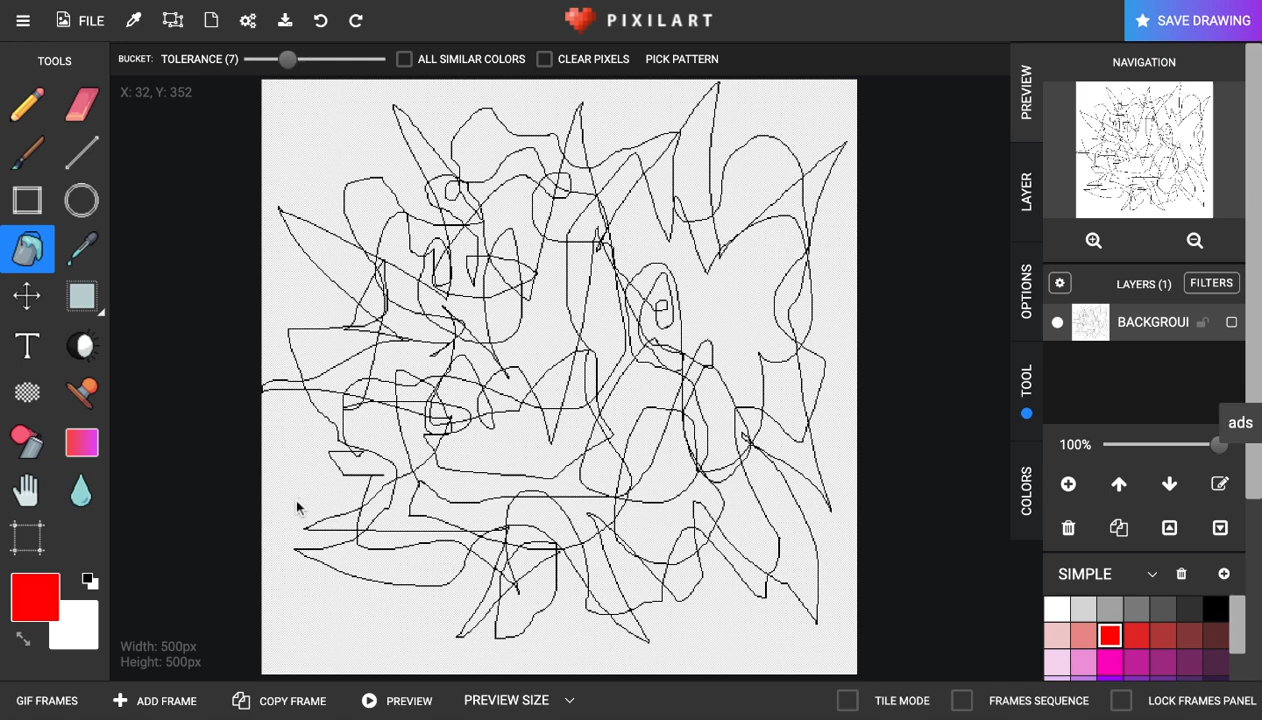 FILE
PIXILART
SAVE DRAWING
TOOLS
BUCKET: TOLERANCE (7)
ALL SIMILAR COLORS
CLEAR PIXELS
PICK PATTERN
X: 32, Y: 352
PREVIEW
LAYER
OPTIONS
TOOL
COLORS
NAVIGATION
LAYERS (1)
FILTERS
BACKGROUI
ads
100%
SIMPLE
T
Width: 500px
Height: 500px
GIF FRAMES
ADD FRAME
COPY FRAME
PREVIEW
PREVIEW SIZE
TILE MODE
FRAMES SEQUENCE
LOCK FRAMES PANEL